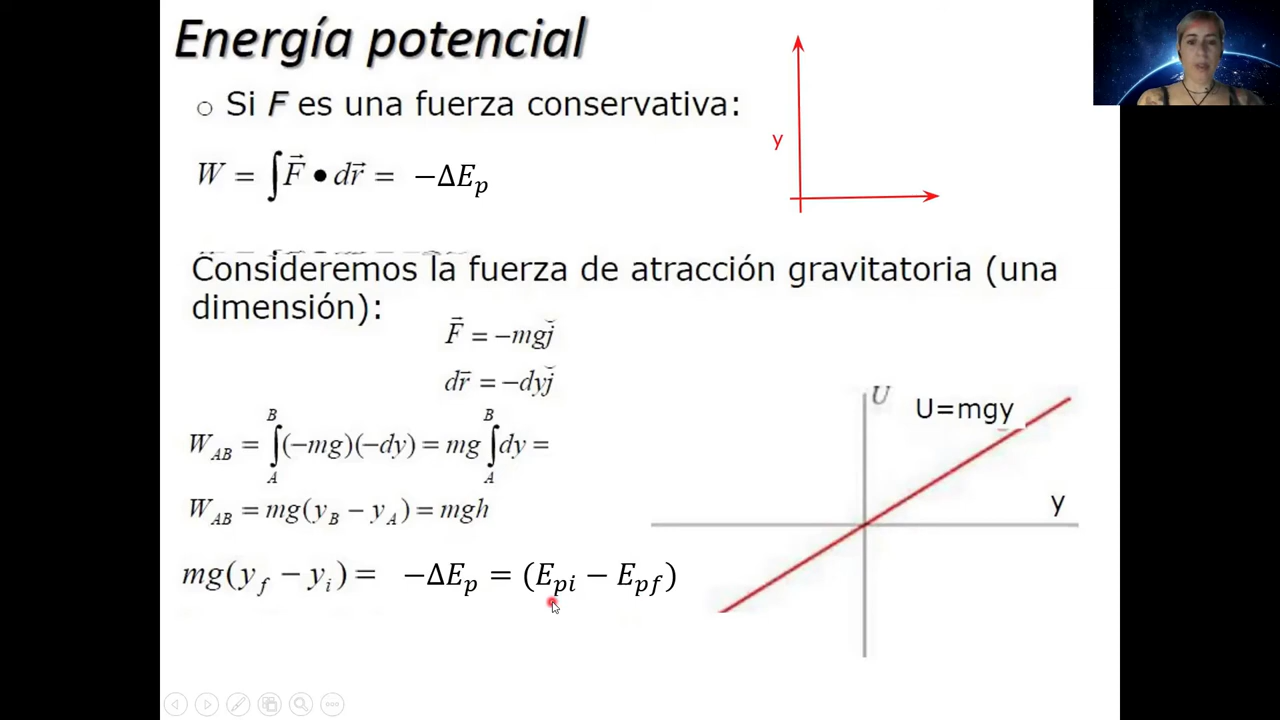 Energía potencial
○ Si F es una fuerza conservativa:
W = ∫F⃗ • dr⃗ = −ΔE_p
y
Consideremos la fuerza de atracción gravitatoria (una
dimensión):
F⃗ = −mgj̆
dr⃗ = −dyj̆
W_AB = ∫_A^B(−mg)(−dy) = mg ∫_A^B dy =
W_AB = mg(y_B − y_A) = mgh
mg(y_f − y_i) = −ΔE_p = (E_pi − E_pf)
U
U=mgy
y